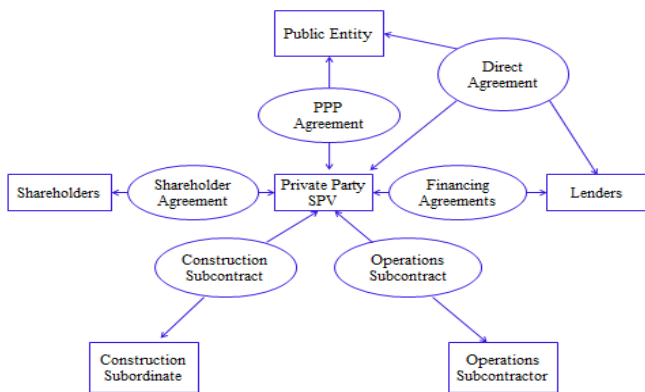 Public Entity
Direct
Agreement
PPP
Agreement
Shareholders
Shareholder
Agreement
Private Party
SPV
Financing
Agreements
Lenders
Construction
Subcontract
Operations
Subcontract
Construction
Subordinate
Operations
Subcontractor